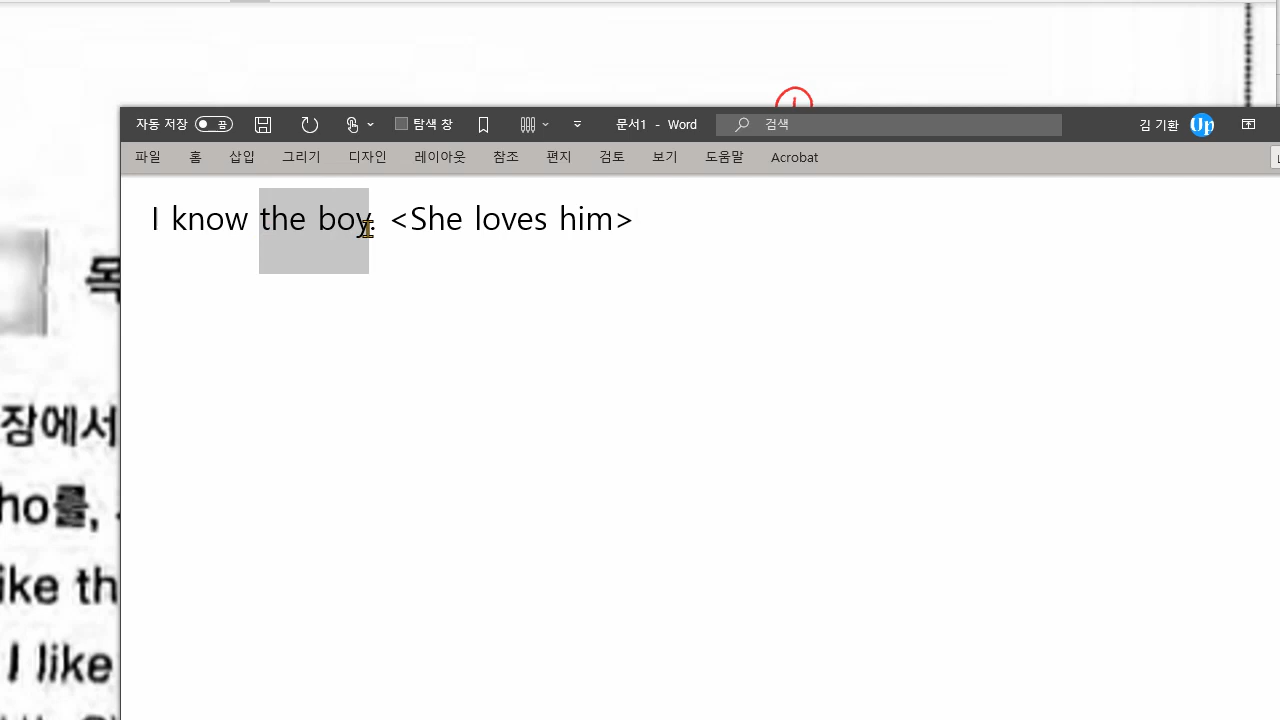 자동 저장 끔 탐색 창 문서1 - Word 검색 김 기환 Up
파일 홈 삽입 그리기 디자인 레이아웃 참조 편지 검토 보기 도움말 Acrobat
I know the boy. <She loves him>
장에서
ho를,
ike th
I like